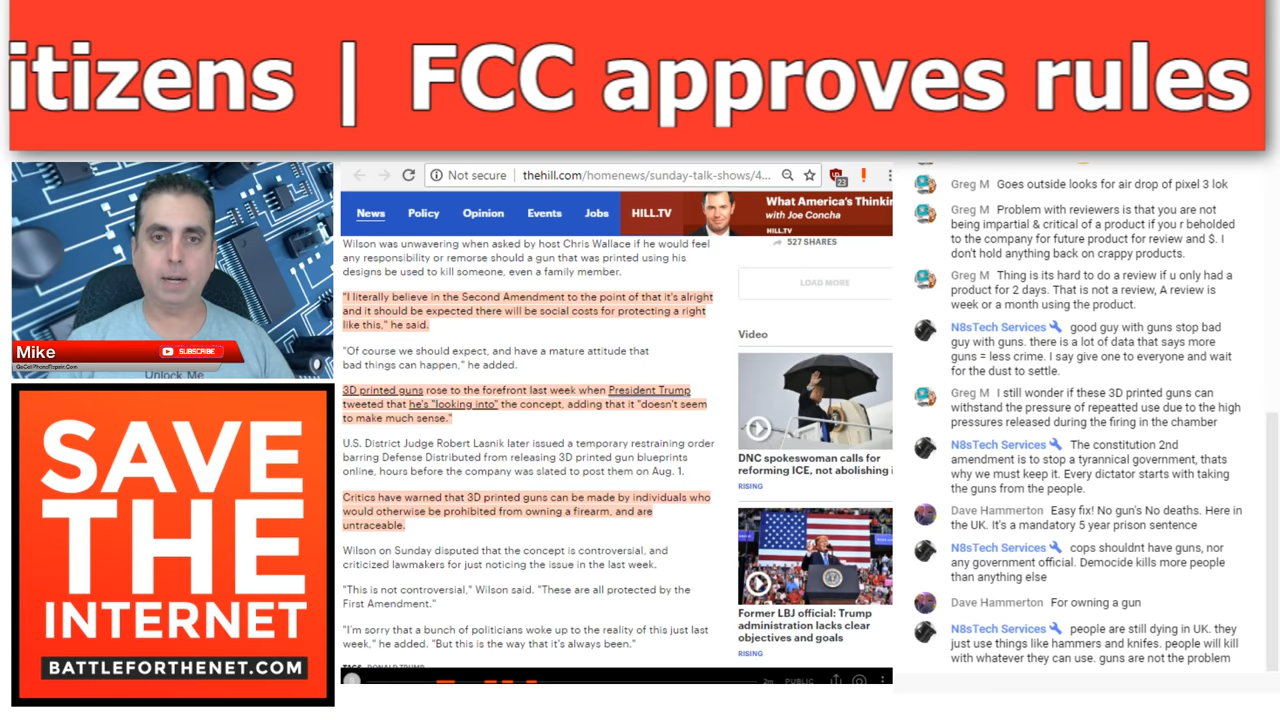 itizens | FCC approves rules
Mike
SUBSCRIBE
GoCellPhoneRepair.Com
Unlock Me
SAVE
THE
INTERNET
BATTLEFORTHENET.COM
Not secure
thehill.com/homenews/sunday-talk-shows/4...
23
News
Policy
Opinion
Events
Jobs
HILL.TV
What America's Thinkin
with Joe Concha
HILL.TV
Wilson was unwavering when asked by host Chris Wallace if he would feel
any responsibility or remorse should a gun that was printed using his
designs be used to kill someone, even a family member.
"I literally believe in the Second Amendment to the point of that it's alright
and it should be expected there will be social costs for protecting a right
like this," he said.
"Of course we should expect, and have a mature attitude that
bad things can happen," he added.
3D printed guns rose to the forefront last week when President Trump
tweeted that he's "looking into" the concept, adding that it "doesn't seem
to make much sense."
U.S. District Judge Robert Lasnik later issued a temporary restraining order
barring Defense Distributed from releasing 3D printed gun blueprints
online, hours before the company was slated to post them on Aug. 1.
Critics have warned that 3D printed guns can be made by individuals who
would otherwise be prohibited from owning a firearm, and are
untraceable.
Wilson on Sunday disputed that the concept is controversial, and
criticized lawmakers for just noticing the issue in the last week.
"This is not controversial," Wilson said. "These are all protected by the
First Amendment."
"I'm sorry that a bunch of politicians woke up to the reality of this just last
week," he added. "But this is the way that it's always been."
TAGS DONALD TRUMP
2m PUBLIC
527 SHARES
LOAD MORE
Video
DNC spokeswoman calls for
reforming ICE, not abolishing i
RISING
Former LBJ official: Trump
administration lacks clear
objectives and goals
RISING
Greg M Goes outside looks for air drop of pixel 3 lok
Greg M Problem with reviewers is that you are not
being impartial & critical of a product if you r beholded
to the company for future product for review and $. I
don't hold anything back on crappy products.
Greg M Thing is its hard to do a review if u only had a
product for 2 days. That is not a review, A review is
week or a month using the product.
N8sTech Services good guy with guns stop bad
guy with guns. there is a lot of data that says more
guns = less crime. I say give one to everyone and wait
for the dust to settle.
Greg M I still wonder if these 3D printed guns can
withstand the pressure of repeatted use due to the high
pressures released during the firing in the chamber
N8sTech Services The constitution 2nd
amendment is to stop a tyrannical government, thats
why we must keep it. Every dictator starts with taking
the guns from the people.
Dave Hammerton Easy fix! No gun's No deaths. Here in
the UK. It's a mandatory 5 year prison sentence
N8sTech Services cops shouldnt have guns, nor
any government official. Democide kills more people
than anything else
Dave Hammerton For owning a gun
N8sTech Services people are still dying in UK. they
just use things like hammers and knifes. people will kill
with whatever they can use. guns are not the problem